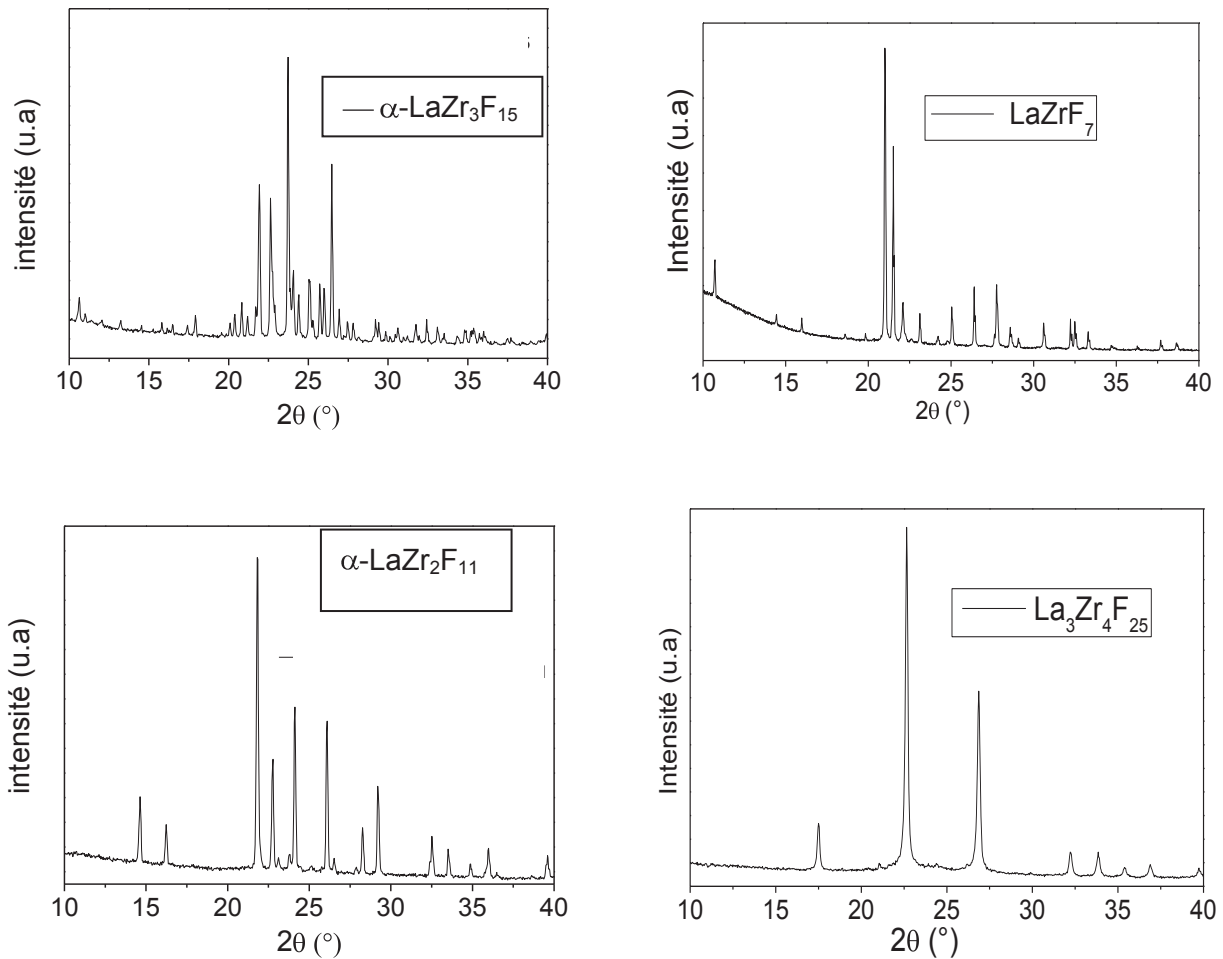 α-LaZr₃F₁₅
intensité (u.a)
10 15 20 25 30 35 40
2θ (°)
LaZrF₇
Intensité (u.a)
10 15 20 25 30 35 40
2θ (°)
α-LaZr₂F₁₁
intensité (u.a)
10 15 20 25 30 35 40
2θ (°)
La₃Zr₄F₂₅
Intensité (u.a)
10 15 20 25 30 35 40
2θ (°)